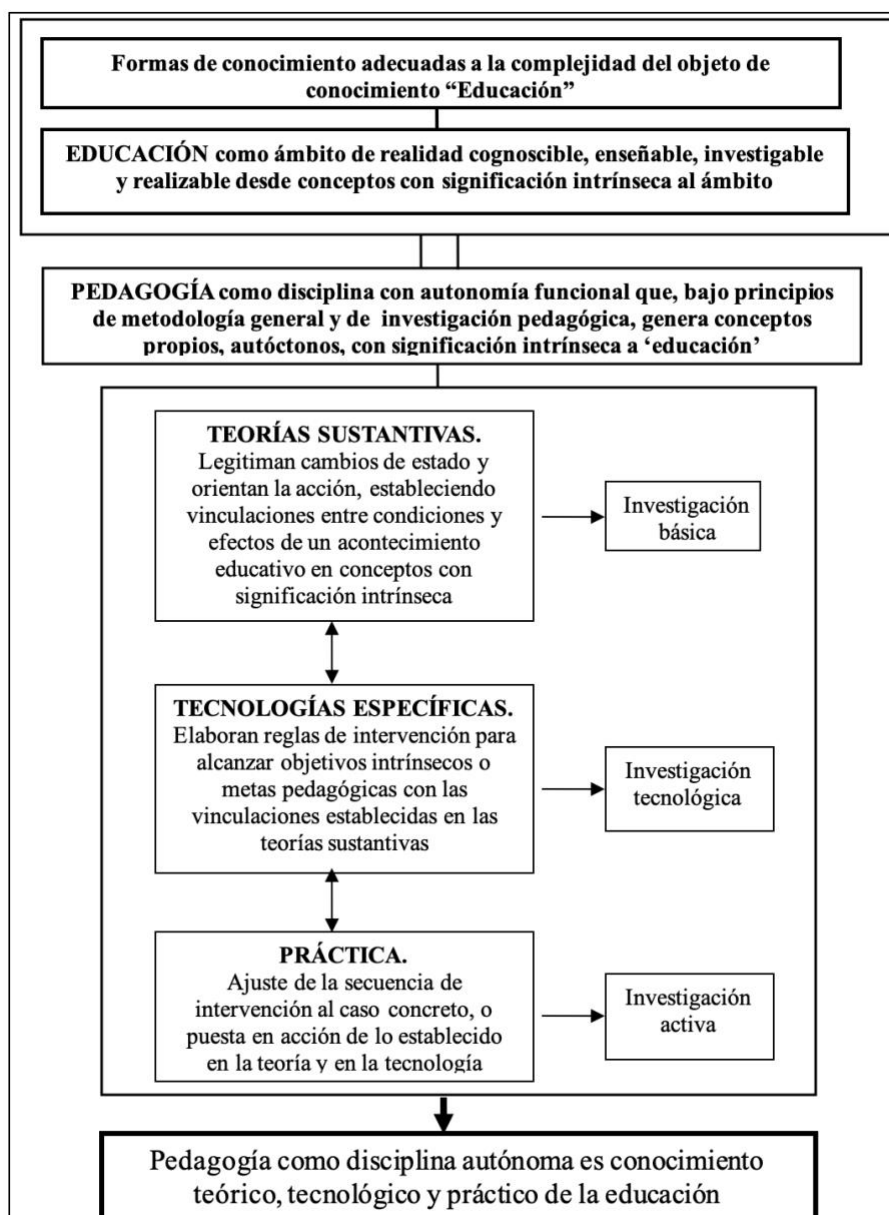 Formas de conocimiento adecuadas a la complejidad del objeto de
conocimiento “Educación”
EDUCACIÓN como ámbito de realidad cognoscible, enseñable, investigable
y realizable desde conceptos con significación intrínseca al ámbito
PEDAGOGÍA como disciplina con autonomía funcional que, bajo principios
de metodología general y de investigación pedagógica, genera conceptos
propios, autóctonos, con significación intrínseca a ‘educación’
TEORÍAS SUSTANTIVAS.
Legitiman cambios de estado y
orientan la acción, estableciendo
vinculaciones entre condiciones y
efectos de un acontecimiento
educativo en conceptos con
significación intrínseca
Investigación
básica
TECNOLOGÍAS ESPECÍFICAS.
Elaboran reglas de intervención para
alcanzar objetivos intrínsecos o
metas pedagógicas con las
vinculaciones establecidas en las
teorías sustantivas
Investigación
tecnológica
PRÁCTICA.
Ajuste de la secuencia de
intervención al caso concreto, o
puesta en acción de lo establecido
en la teoría y en la tecnología
Investigación
activa
Pedagogía como disciplina autónoma es conocimiento
teórico, tecnológico y práctico de la educación